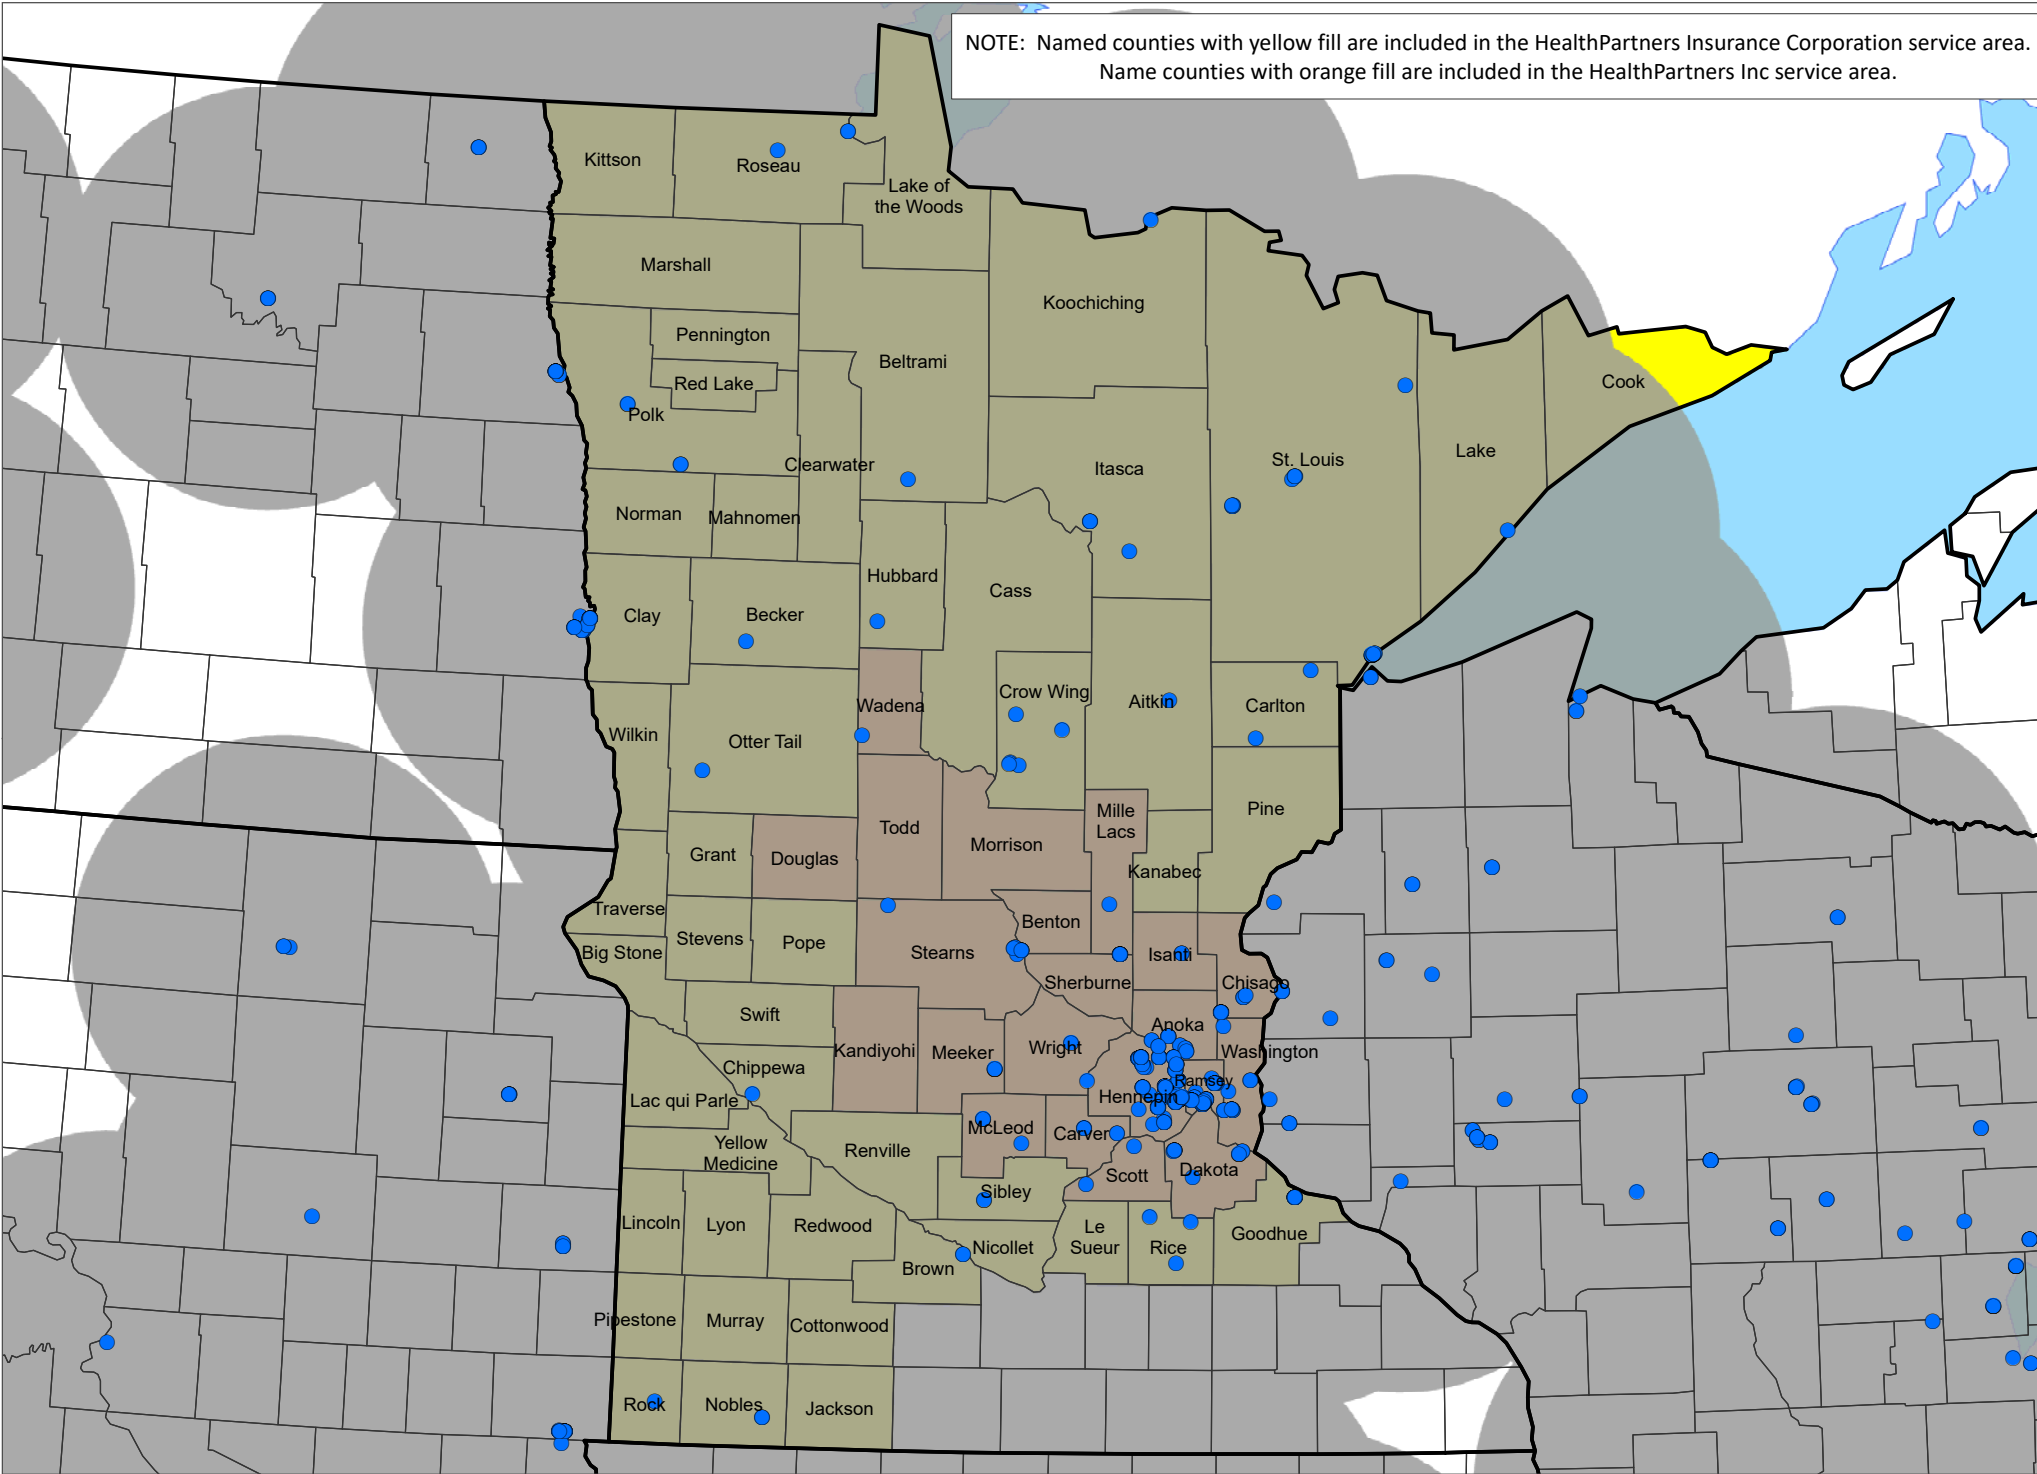 NOTE: Named counties with yellow fill are included in the HealthPartners Insurance Corporation service area.
Name counties with orange fill are included in the HealthPartners Inc service area.
Kittson
Roseau
Lake of
the Woods
Marshall
Koochiching
Pennington
Beltrami
Red Lake
Cook
Polk
Lake
St. Louis
Clearwater
Itasca
Norman
Mahnomen
Hubbard
Cass
Clay
Becker
Crow Wing
Aitkin
Wadena
Carlton
Wilkin
Otter Tail
Mille
Lacs
Pine
Todd
Morrison
Grant
Douglas
Kanabec
Traverse
Benton
Stevens
Pope
Big Stone
Stearns
Isanti
Sherburne
Chisago
Swift
Anoka
Kandiyohi
Meeker
Wright
Washington
Chippewa
Ramsey
Hennepin
Lac qui Parle
McLeod
Carver
Yellow
Medicine
Renville
Scott
Dakota
Sibley
Lincoln
Lyon
Redwood
Le
Sueur
Rice
Goodhue
Nicollet
Brown
Pipestone
Murray
Cottonwood
Rock
Nobles
Jackson